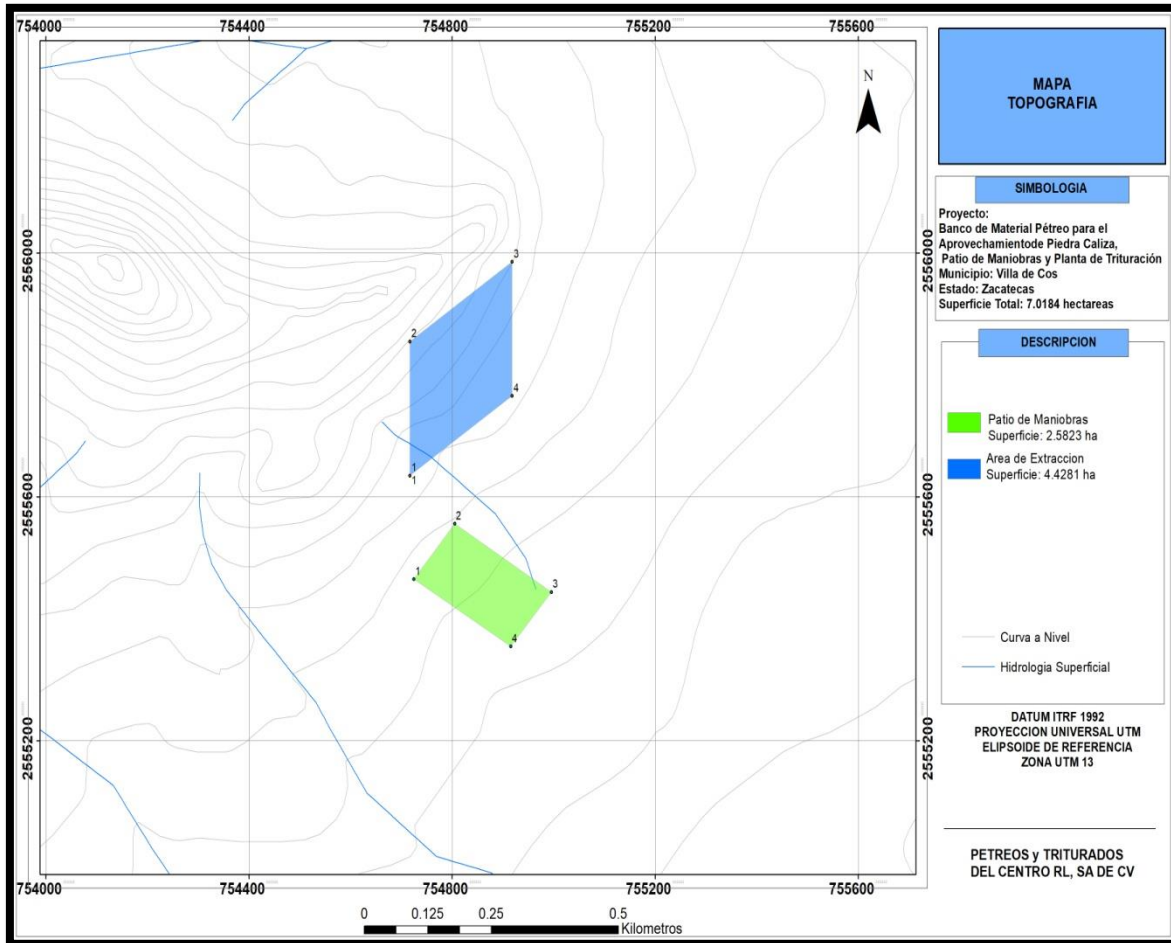 754000 754400 754800 755200 755600
2556000
2555600
2555200
2556000
2555600
2555200
N
3
2
4
1
1
2
1
3
4
754000 754400 754800 755200 755600
0 0.125 0.25 0.5
Kilometros
MAPA
TOPOGRAFIA
SIMBOLOGIA
Proyecto:
Banco de Material Pétreo para el
Aprovechamientode Piedra Caliza,
Patio de Maniobras y Planta de Trituración
Municipio: Villa de Cos
Estado: Zacatecas
Superficie Total: 7.0184 hectareas
DESCRIPCION
Patio de Maniobras
Superficie: 2.5823 ha
Area de Extraccion
Superficie: 4.4281 ha
Curva a Nivel
Hidrologia Superficial
DATUM ITRF 1992
PROYECCION UNIVERSAL UTM
ELIPSOIDE DE REFERENCIA
ZONA UTM 13
PETREOS y TRITURADOS
DEL CENTRO RL, SA DE CV